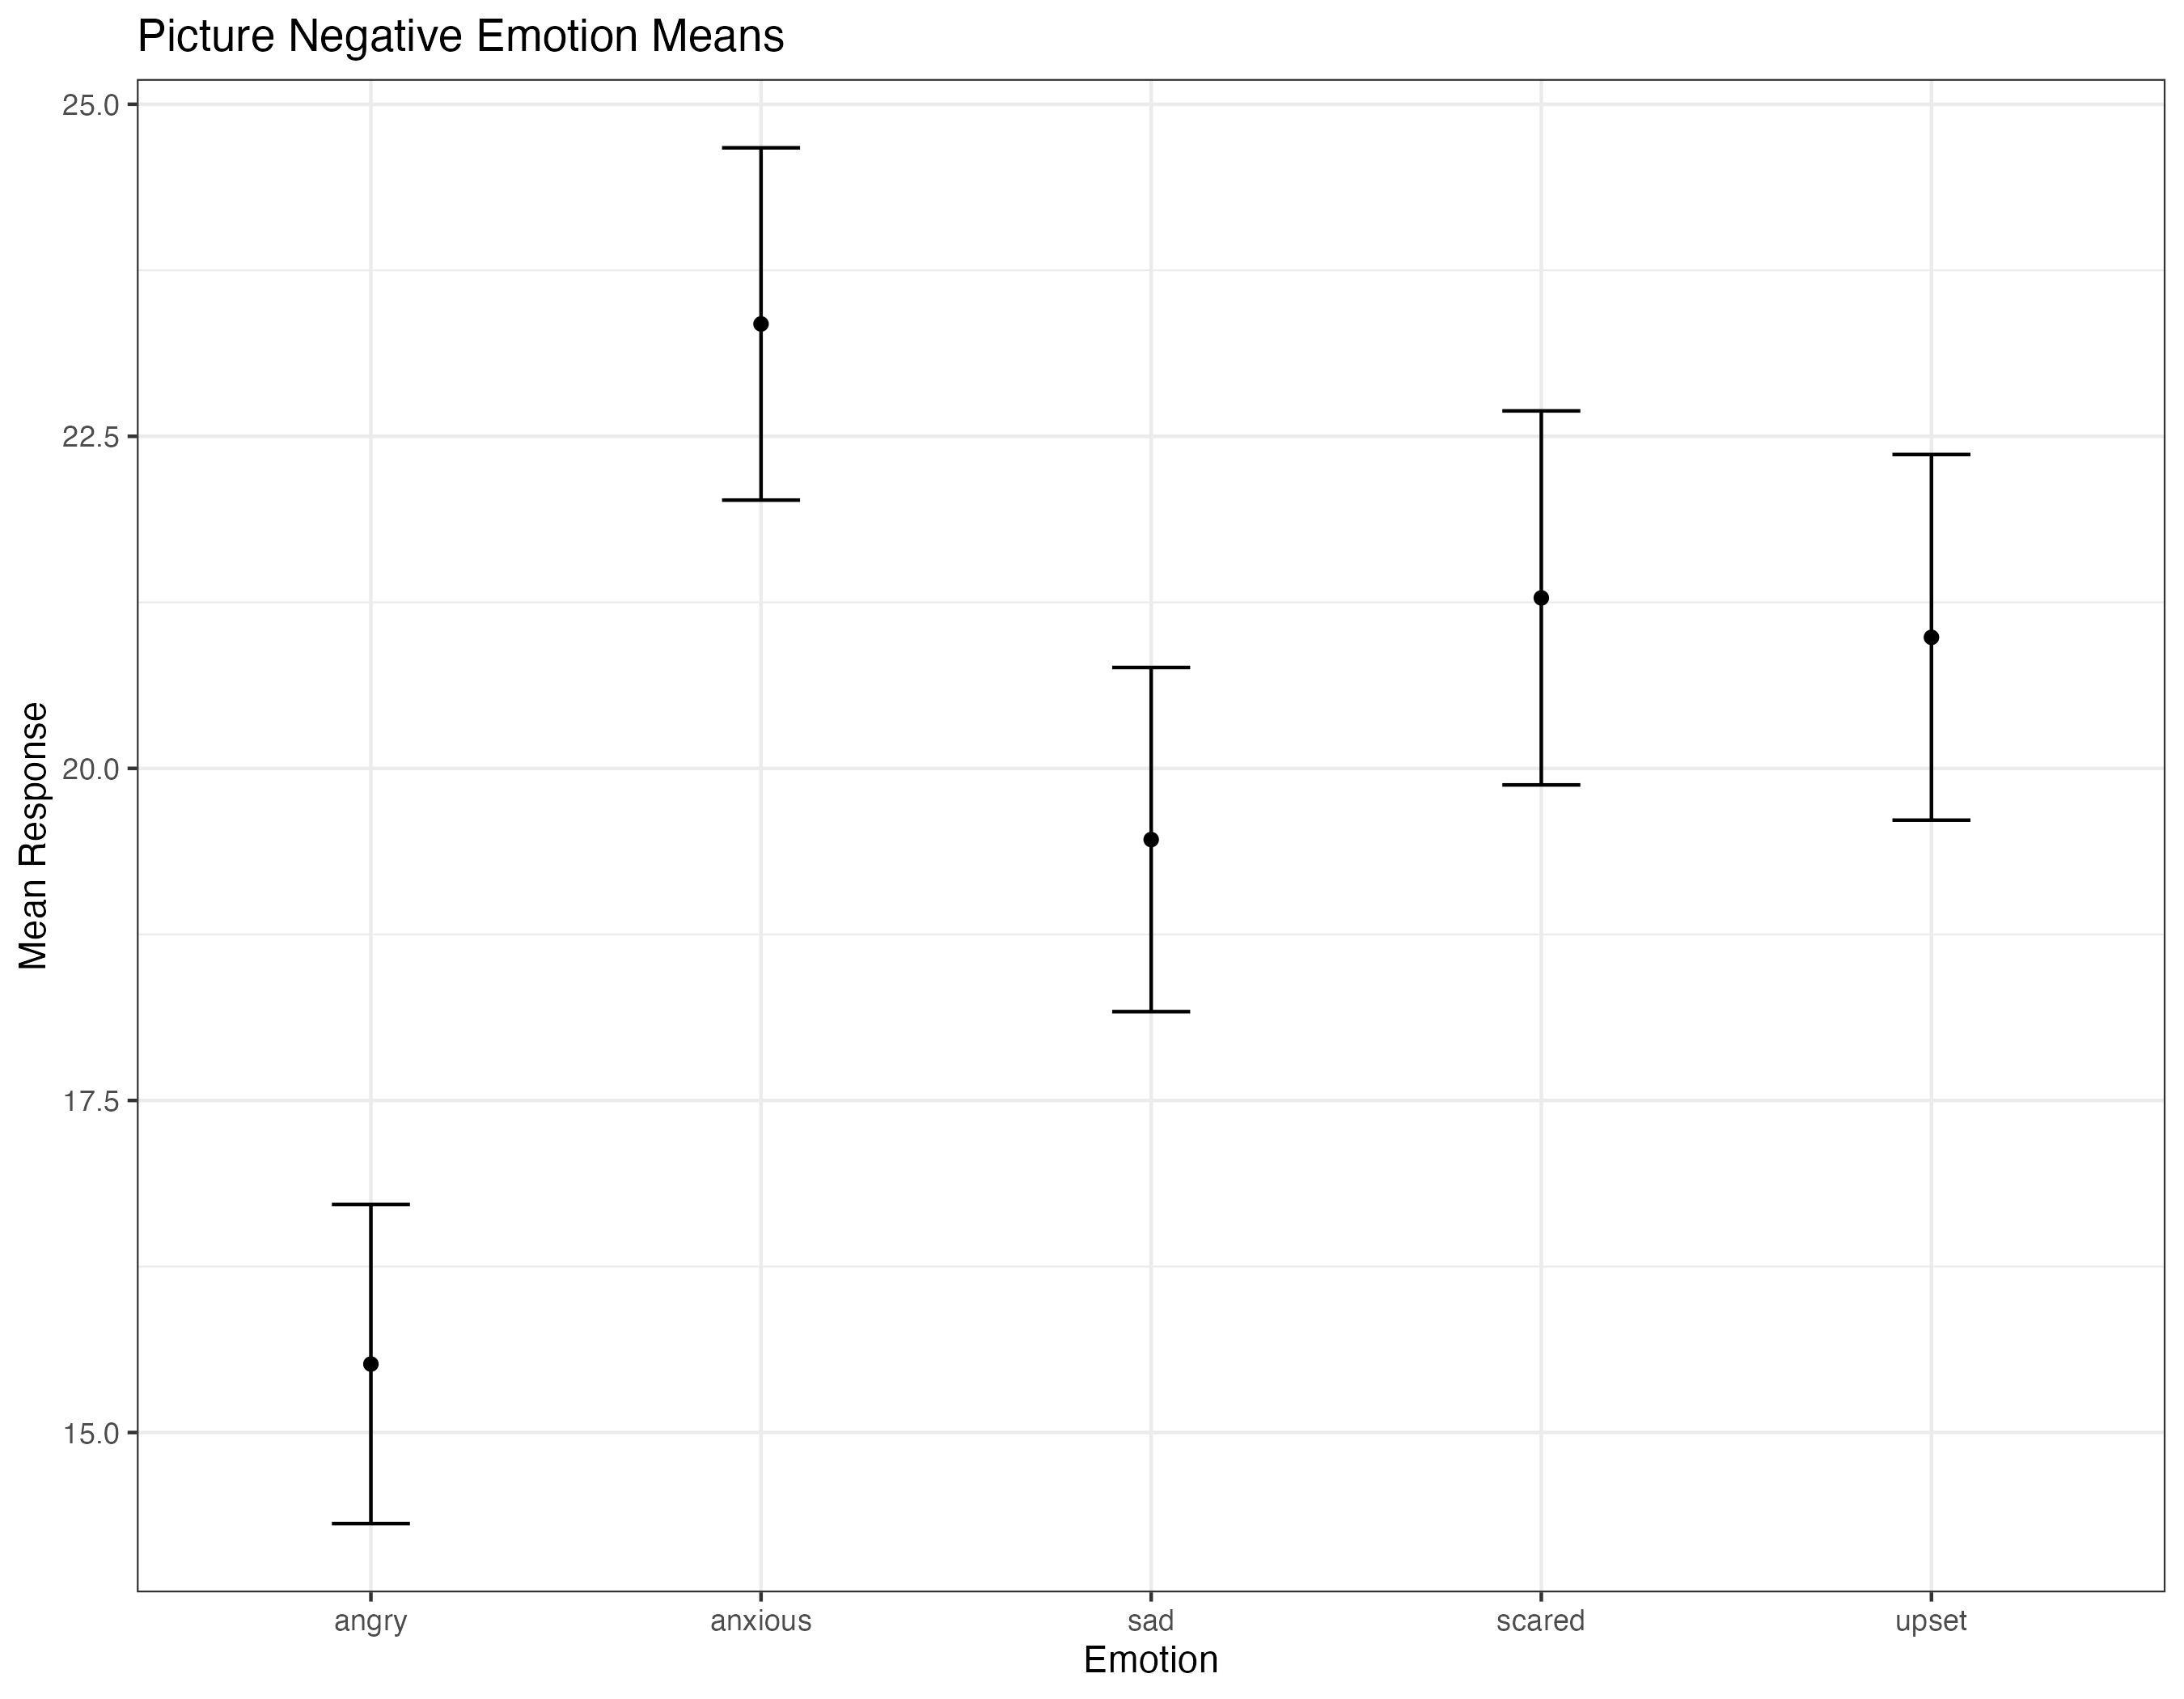 Picture Negative Emotion Means
25.0
22.5
20.0
17.5
15.0
Mean Response
angry anxious sad scared upset
Emotion